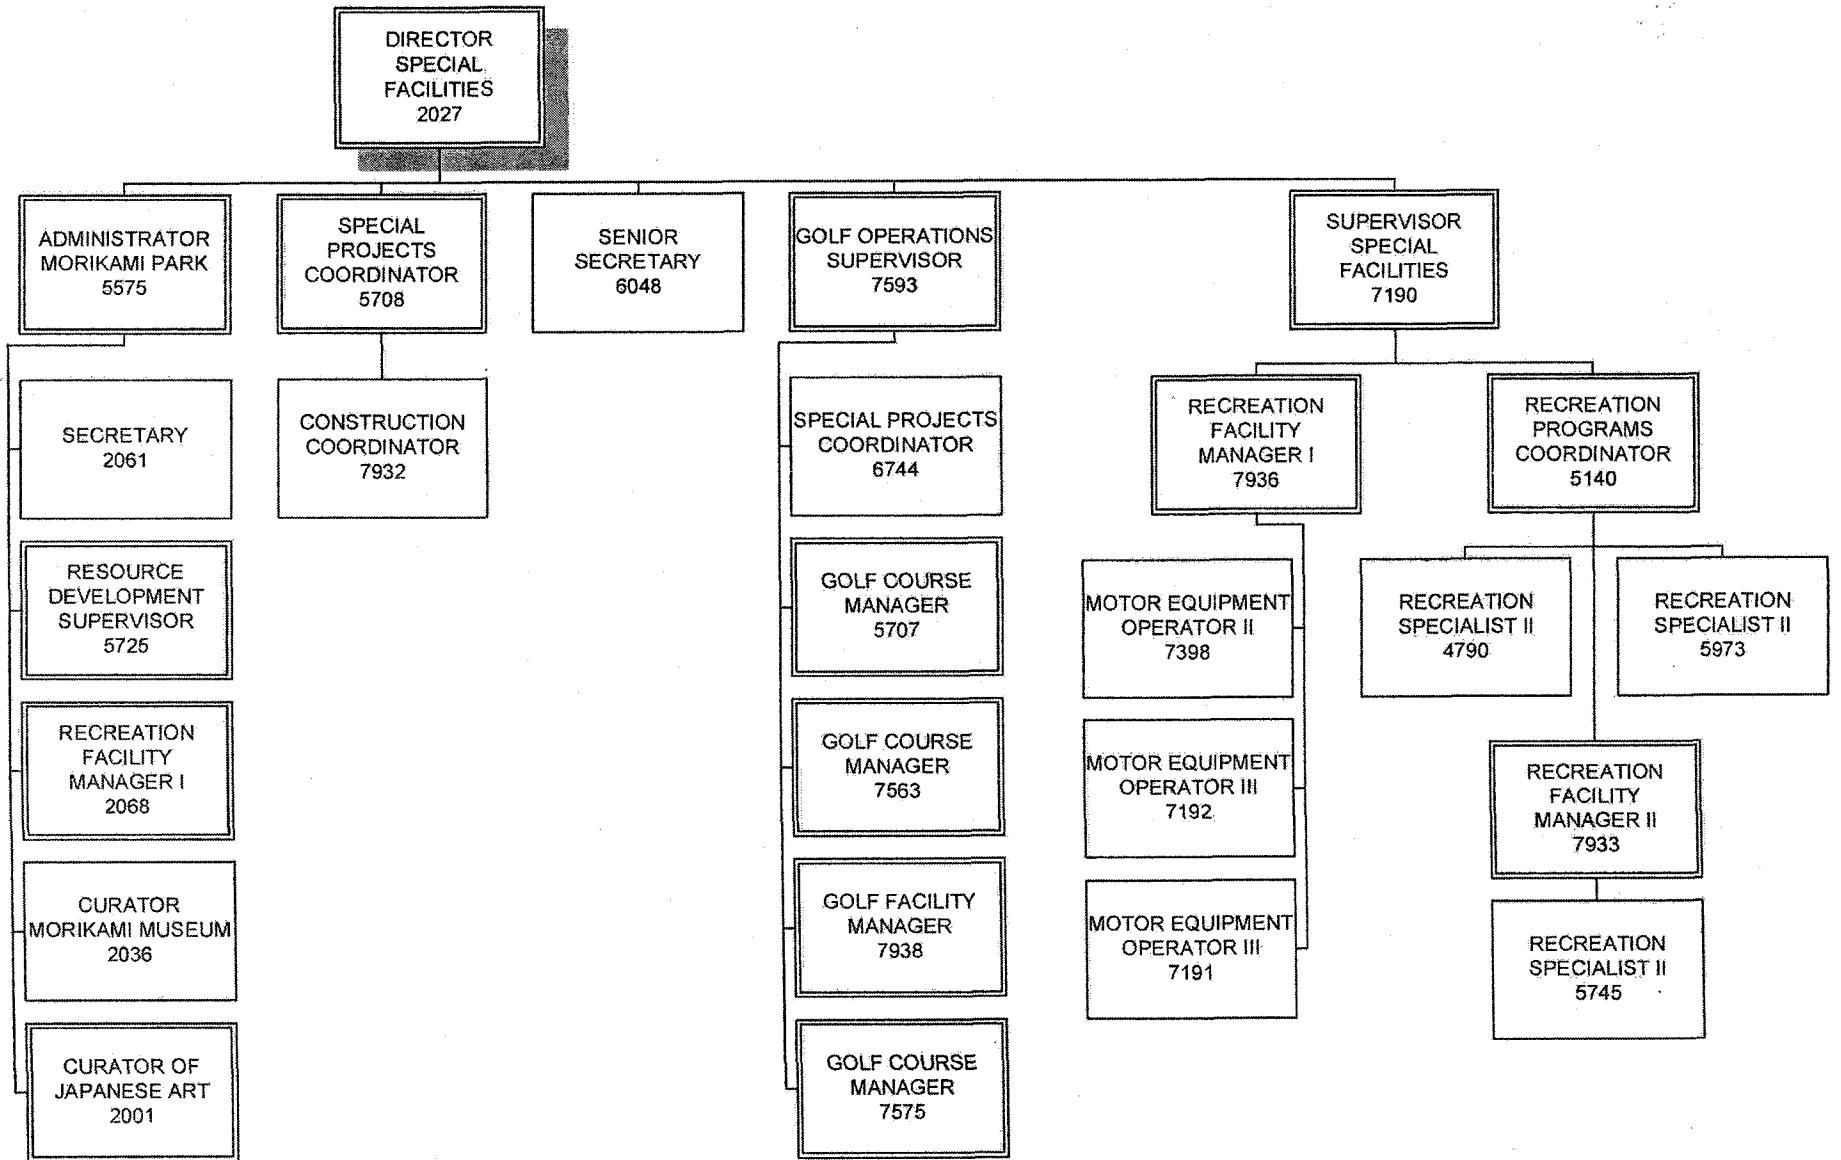 DIRECTOR
SPECIAL
FACILITIES
2027
ADMINISTRATOR
MORIKAMI PARK
5575
SPECIAL
PROJECTS
COORDINATOR
5708
SENIOR
SECRETARY
6048
GOLF OPERATIONS
SUPERVISOR
7593
SUPERVISOR
SPECIAL
FACILITIES
7190
SECRETARY
2061
RESOURCE
DEVELOPMENT
SUPERVISOR
5725
RECREATION
FACILITY
MANAGER I
2068
CURATOR
MORIKAMI MUSEUM
2036
CURATOR OF
JAPANESE ART
2001
CONSTRUCTION
COORDINATOR
7932
SPECIAL PROJECTS
COORDINATOR
6744
GOLF COURSE
MANAGER
5707
GOLF COURSE
MANAGER
7563
GOLF FACILITY
MANAGER
7938
GOLF COURSE
MANAGER
7575
RECREATION
FACILITY
MANAGER I
7936
MOTOR EQUIPMENT
OPERATOR II
7398
MOTOR EQUIPMENT
OPERATOR III
7192
MOTOR EQUIPMENT
OPERATOR III
7191
RECREATION
PROGRAMS
COORDINATOR
5140
RECREATION
SPECIALIST II
4790
RECREATION
SPECIALIST II
5973
RECREATION
FACILITY
MANAGER II
7933
RECREATION
SPECIALIST II
5745